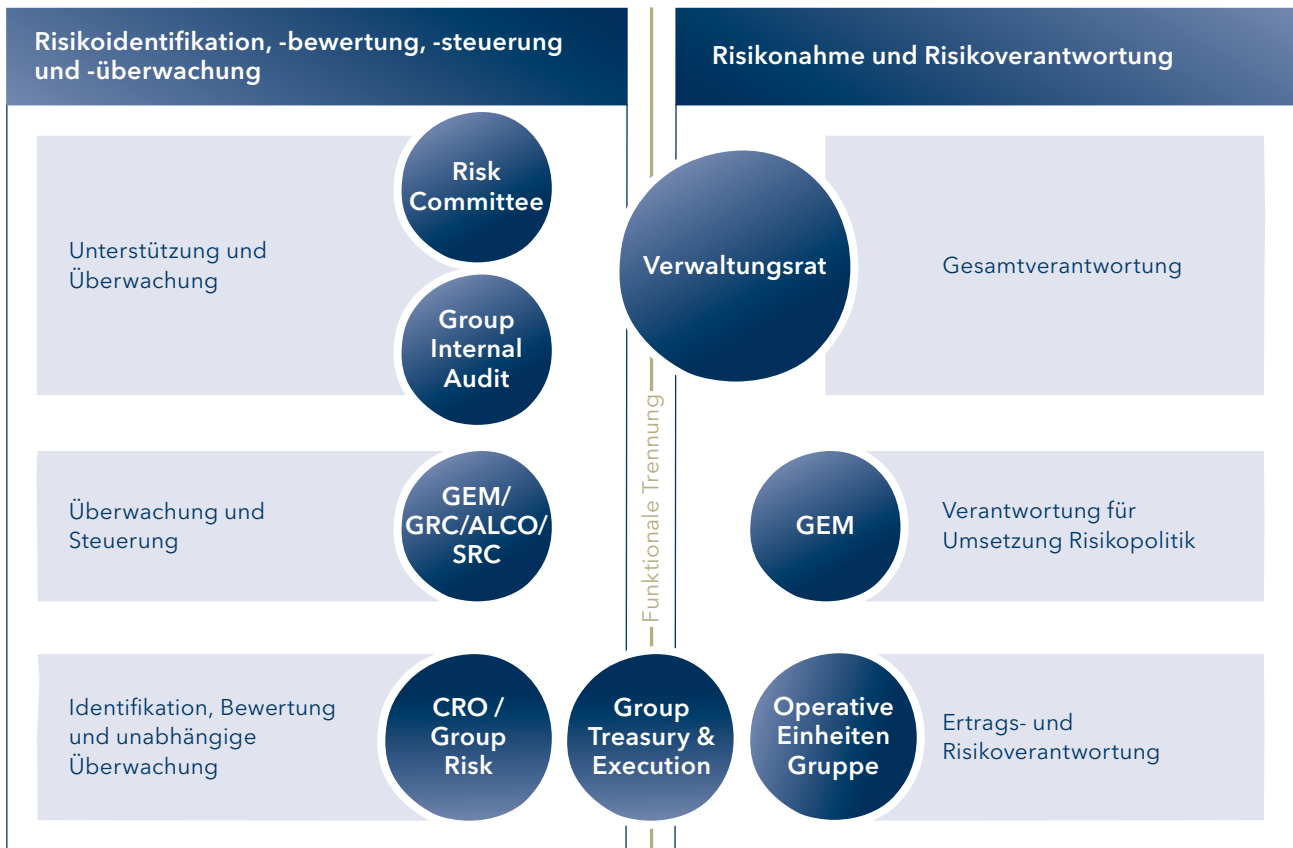 Risikoidentifikation, -bewertung, -steuerung
und -überwachung
Risikonahme und Risikoverantwortung
Unterstützung und
Überwachung
Risk
Committee
Group
Internal
Audit
Verwaltungsrat
Gesamtverantwortung
Funktionale Trennung
Überwachung und
Steuerung
GEM/
GRC/ALCO/
SRC
GEM
Verantwortung für
Umsetzung Risikopolitik
Identifikation, Bewertung
und unabhängige
Überwachung
CRO /
Group
Risk
Group
Treasury &
Execution
Operative
Einheiten
Gruppe
Ertrags- und
Risikoverantwortung